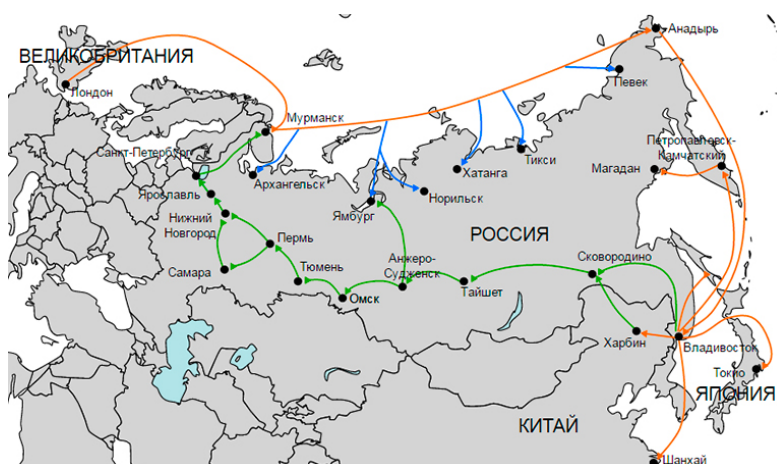 Анадырь
ВЕЛИКОБРИТАНИЯ
Лондон
Певек
Мурманск
Санкт-Петербург
Петропавловск-
Камчатский
Тикси
Хатанга
Магадан
Архангельск
Ярославль
Норильск
Ямбург
Нижний
Новгород
РОССИЯ
Пермь
Анжеро-
Судженск
Сковородино
Самара
Тюмень
Тайшет
Омск
Харбин
Владивосток
Токио
ЯПОНИЯ
КИТАЙ
Шанхай